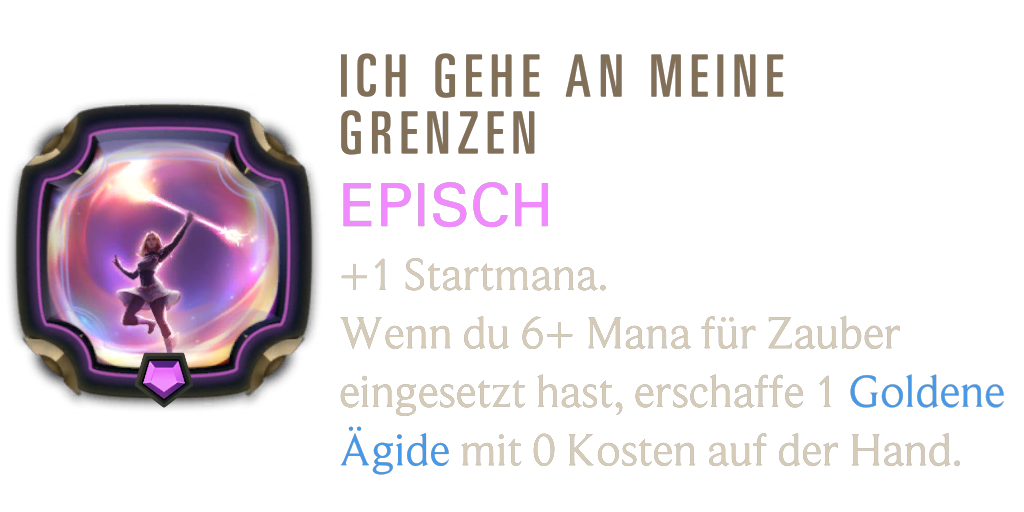 ICH GEHE AN MEINE
GRENZEN
EPISCH
+1 Startmana.
Wenn du 6+ Mana für Zauber
eingesetzt hast, erschaffe 1 Goldene
Ägide mit 0 Kosten auf der Hand.